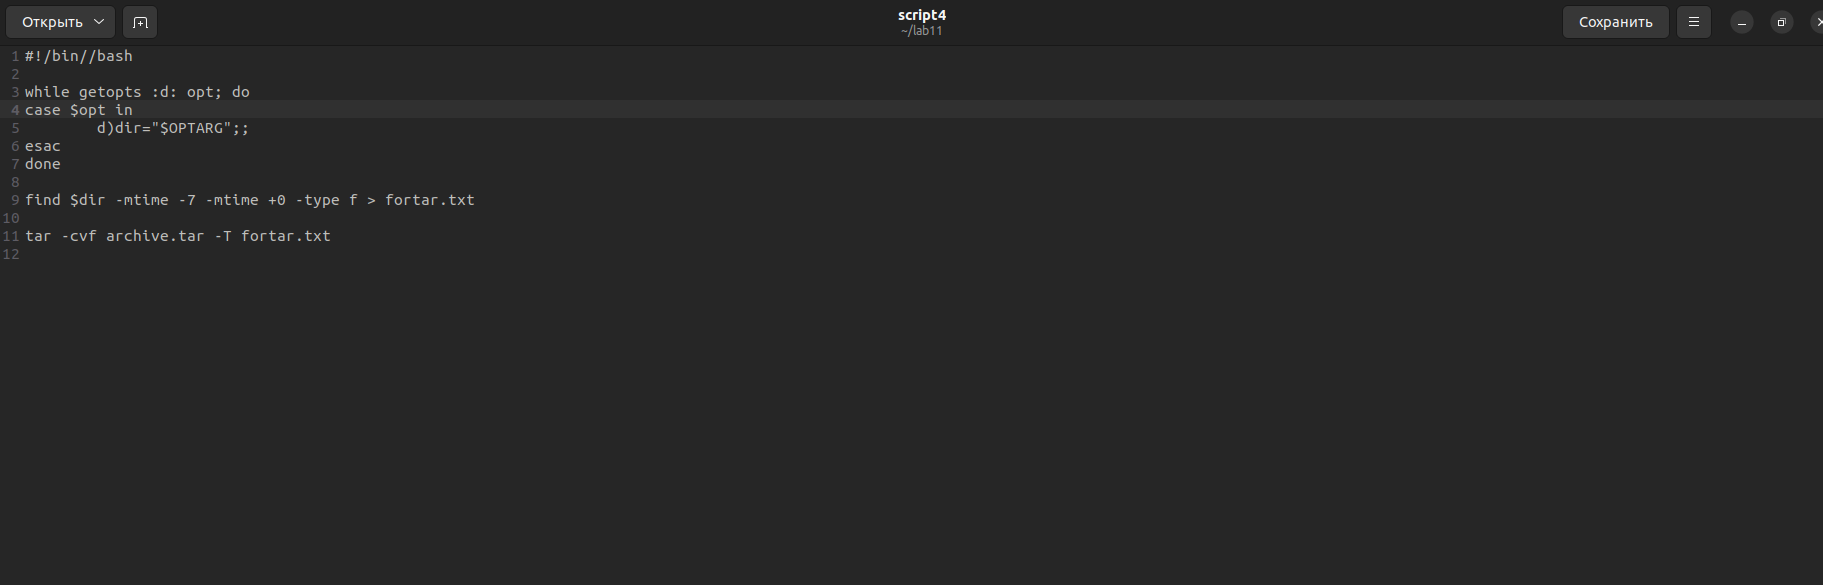 Открыть
script4
~/lab11
Сохранить
1 #!/bin//bash
2
3 while getopts :d: opt; do
4 case $opt in
5         d)dir="$OPTARG";;
6 esac
7 done
8
9 find $dir -mtime -7 -mtime +0 -type f > fortar.txt
10
11 tar -cvf archive.tar -T fortar.txt
12